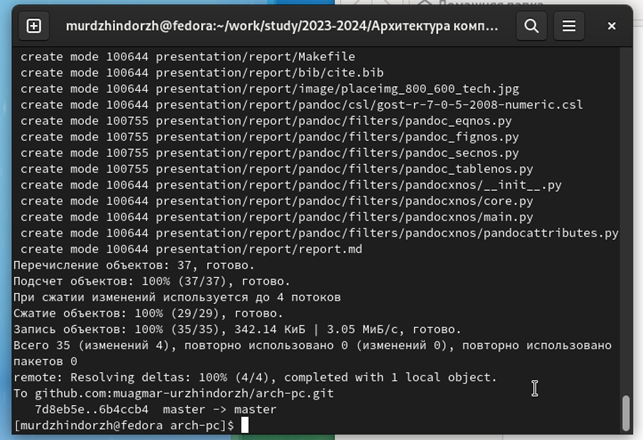 murdzhindorzh@fedora:~/work/study/2023-2024/Архитектура комп…
create mode 100644 presentation/report/Makefile
create mode 100644 presentation/report/bib/cite.bib
create mode 100644 presentation/report/image/placeimg_800_600_tech.jpg
create mode 100644 presentation/report/pandoc/csl/gost-r-7-0-5-2008-numeric.csl
create mode 100755 presentation/report/pandoc/filters/pandoc_eqnos.py
create mode 100755 presentation/report/pandoc/filters/pandoc_fignos.py
create mode 100755 presentation/report/pandoc/filters/pandoc_secnos.py
create mode 100755 presentation/report/pandoc/filters/pandoc_tablenos.py
create mode 100644 presentation/report/pandoc/filters/pandocxnos/__init__.py
create mode 100644 presentation/report/pandoc/filters/pandocxnos/core.py
create mode 100644 presentation/report/pandoc/filters/pandocxnos/main.py
create mode 100644 presentation/report/pandoc/filters/pandocxnos/pandocattributes.py
create mode 100644 presentation/report/report.md
Перечисление объектов: 37, готово.
Подсчет объектов: 100% (37/37), готово.
При сжатии изменений используется до 4 потоков
Сжатие объектов: 100% (29/29), готово.
Запись объектов: 100% (35/35), 342.14 КиБ | 3.05 МиБ/с, готово.
Всего 35 (изменений 4), повторно использовано 0 (изменений 0), повторно использовано
пакетов 0
remote: Resolving deltas: 100% (4/4), completed with 1 local object.
To github.com:muagmar-urzhindorzh/arch-pc.git
7d8eb5e..6b4ccb4  master -> master
[murdzhindorzh@fedora arch-pc]$